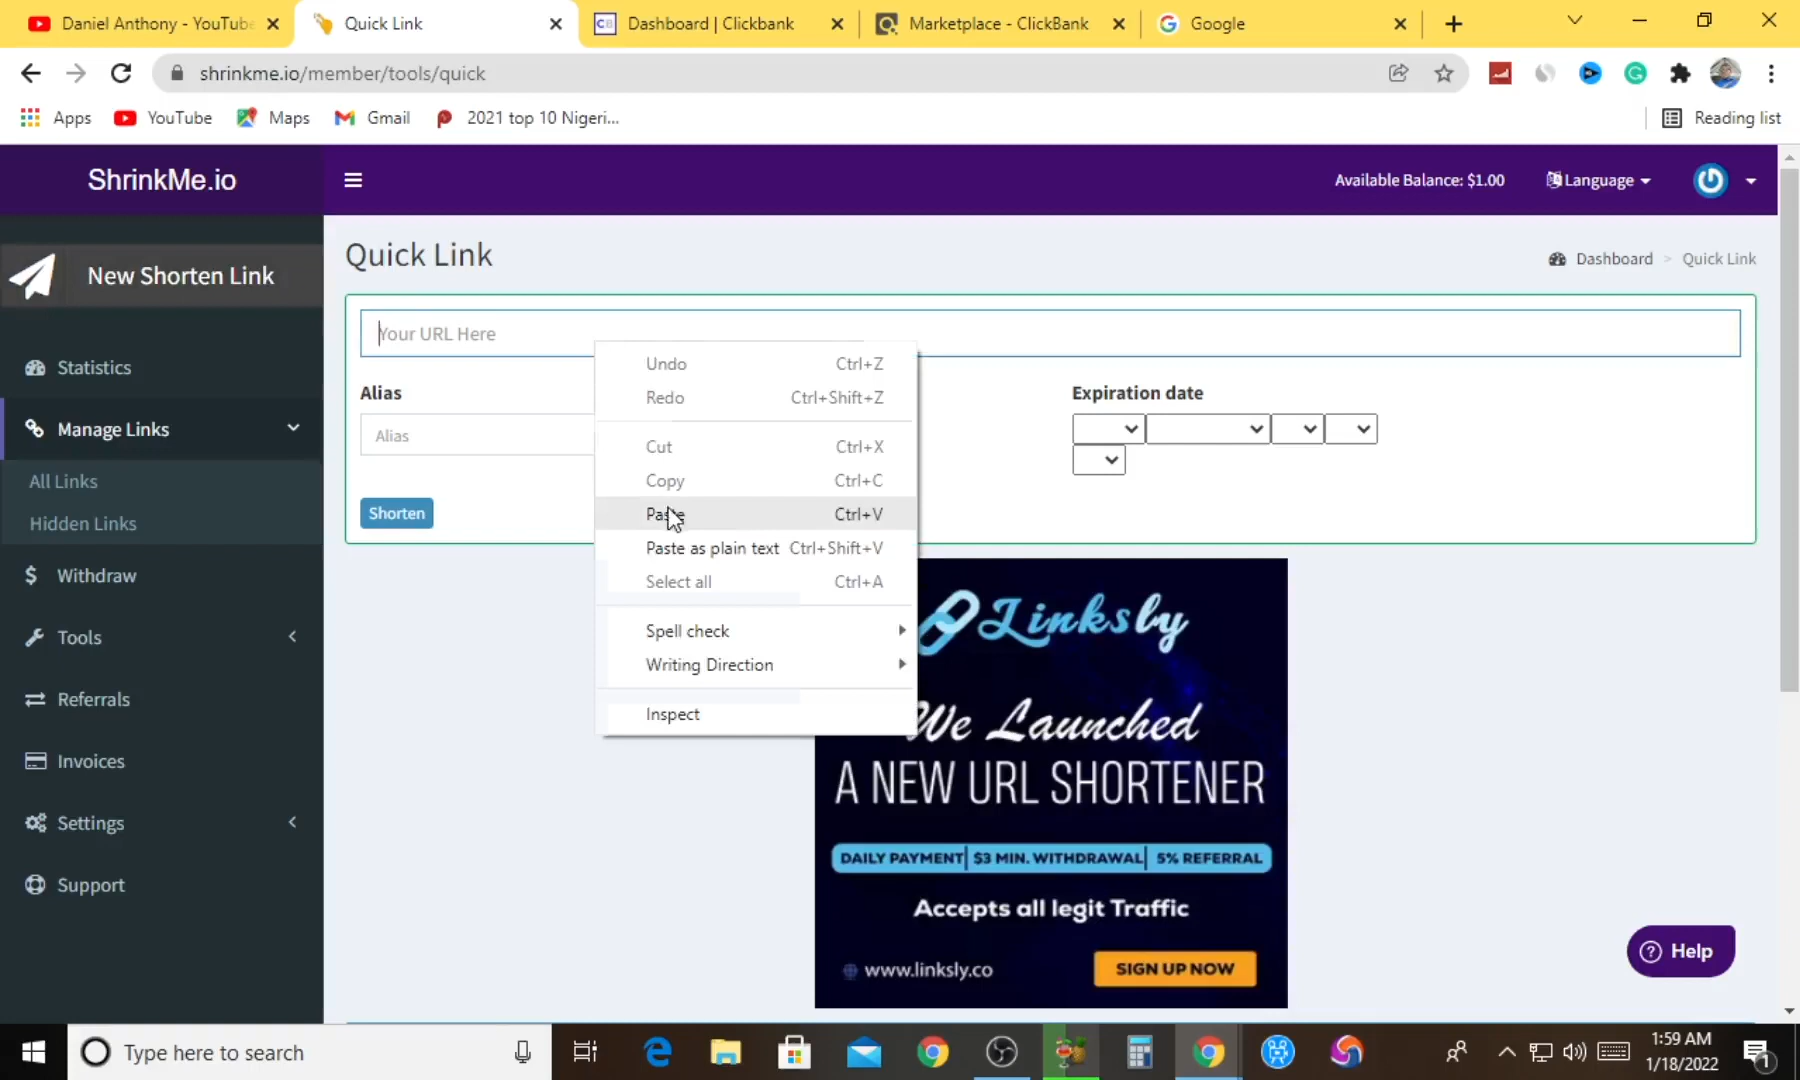 Daniel Anthony - YouTube
Quick Link
Dashboard | Clickbank
Marketplace - ClickBank
Google
shrinkme.io/member/tools/quick
Apps
YouTube
Maps
Gmail
2021 top 10 Nigeri...
Reading list
ShrinkMe.io
Available Balance: $1.00
Language
New Shorten Link
Quick Link
Dashboard > Quick Link
Your URL Here
Statistics
Manage Links
All Links
Hidden Links
Withdraw
Tools
Referrals
Invoices
Settings
Support
Alias
Alias
Expiration date
Shorten
Undo Ctrl+Z
Redo Ctrl+Shift+Z
Cut Ctrl+X
Copy Ctrl+C
Paste Ctrl+V
Paste as plain text Ctrl+Shift+V
Select all Ctrl+A
Spell check
Writing Direction
Inspect
Linksly
We Launched
A NEW URL SHORTENER
DAILY PAYMENT| $3 MIN. WITHDRAWAL| 5% REFERRAL
Accepts all legit Traffic
www.linksly.co
SIGN UP NOW
Help
Type here to search
1:59 AM
1/18/2022
1